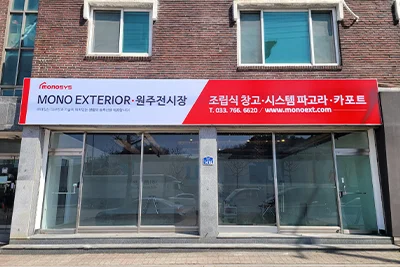 monosys
MONO EXTERIOR·원주전시장
조립식 창고·시스템 파고라·카포트
T. 033. 766. 6620 / www.monoext.com